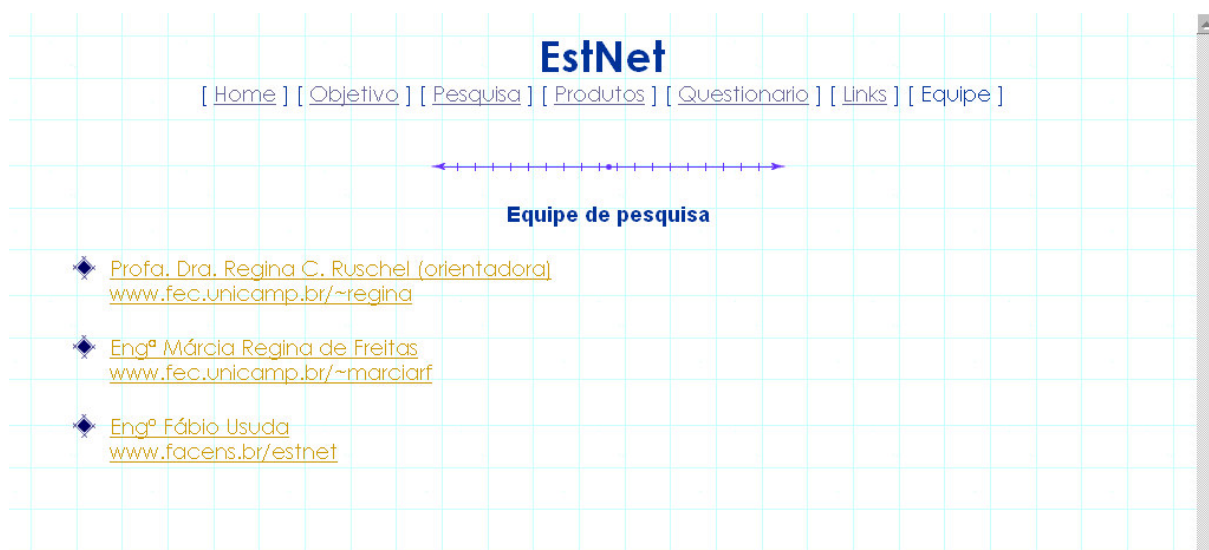 EstNet
[ Home ] [ Objetivo ] [ Pesquisa ] [ Produtos ] [ Questionario ] [ Links ] [ Equipe ]
Equipe de pesquisa
Profa. Dra. Regina C. Ruschel (orientadora)
www.fec.unicamp.br/~regina
Engª Márcia Regina de Freitas
www.fec.unicamp.br/~marciarf
Engº Fábio Usuda
www.facens.br/estnet